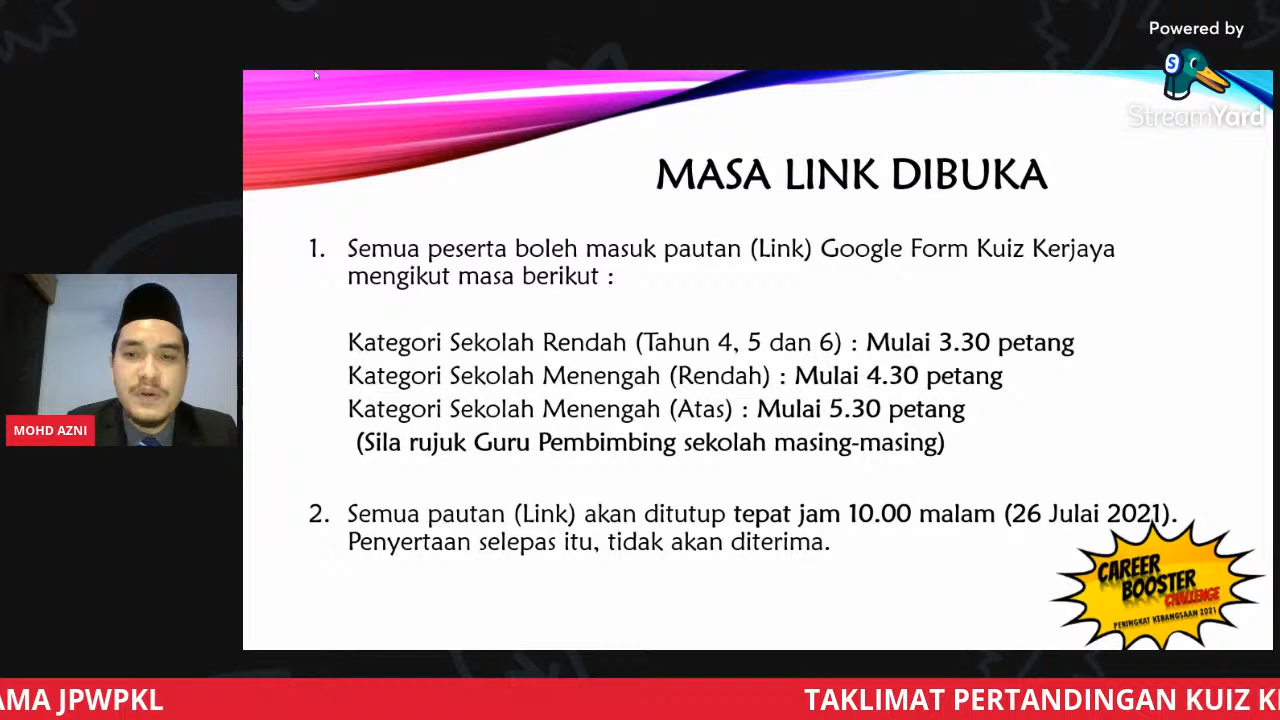 Powered by
S
StreamYard
MASA LINK DIBUKA
1. Semua peserta boleh masuk pautan (Link) Google Form Kuiz Kerjaya
mengikut masa berikut :
Kategori Sekolah Rendah (Tahun 4, 5 dan 6) : Mulai 3.30 petang
Kategori Sekolah Menengah (Rendah) : Mulai 4.30 petang
Kategori Sekolah Menengah (Atas) : Mulai 5.30 petang
(Sila rujuk Guru Pembimbing sekolah masing-masing)
MOHD AZNI
2. Semua pautan (Link) akan ditutup tepat jam 10.00 malam (26 Julai 2021).
Penyertaan selepas itu, tidak akan diterima.
CAREER
BOOSTER
CHALLENGE
PERINGKAT KEBANGSAAN 2021
AMA JPWPKL TAKLIMAT PERTANDINGAN KUIZ